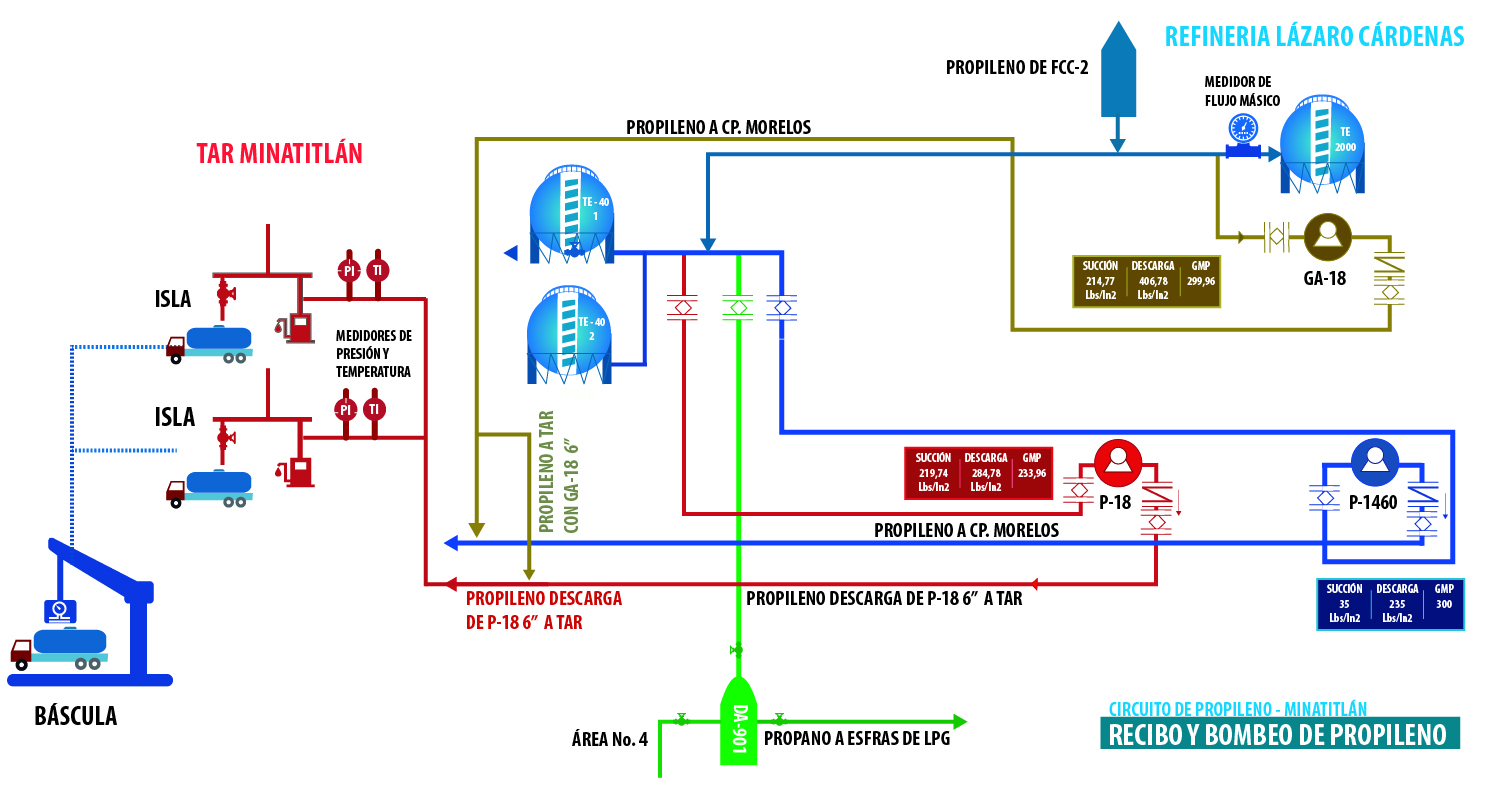 REFINERIA LÁZARO CÁRDENAS
PROPILENO DE FCC-2
MEDIDOR DE
FLUJO MÁSICO
TE
2000
PROPILENO A CP. MORELOS
TAR MINATITLÁN
TE - 40
1
TE - 40
2
SUCCIÓN DESCARGA GMP
214,77 406,78 299,96
Lbs/In2 Lbs/In2
GA-18
PI TI
ISLA
MEDIDORES DE
PRESIÓN Y
TEMPERATURA
PI TI
ISLA
PROPILENO A TAR
CON GA-18 6”
SUCCIÓN DESCARGA GMP
219,74 284,78 233,96
Lbs/In2 Lbs/In2
P-18
P-1460
PROPILENO A CP. MORELOS
SUCCIÓN DESCARGA GMP
35 235 300
Lbs/In2 Lbs/In2
PROPILENO DESCARGA
DE P-18 6” A TAR
PROPILENO DESCARGA DE P-18 6” A TAR
BÁSCULA
DA-901
ÁREA No. 4
PROPANO A ESFRAS DE LPG
CIRCUITO DE PROPILENO - MINATITLÁN
RECIBO Y BOMBEO DE PROPILENO